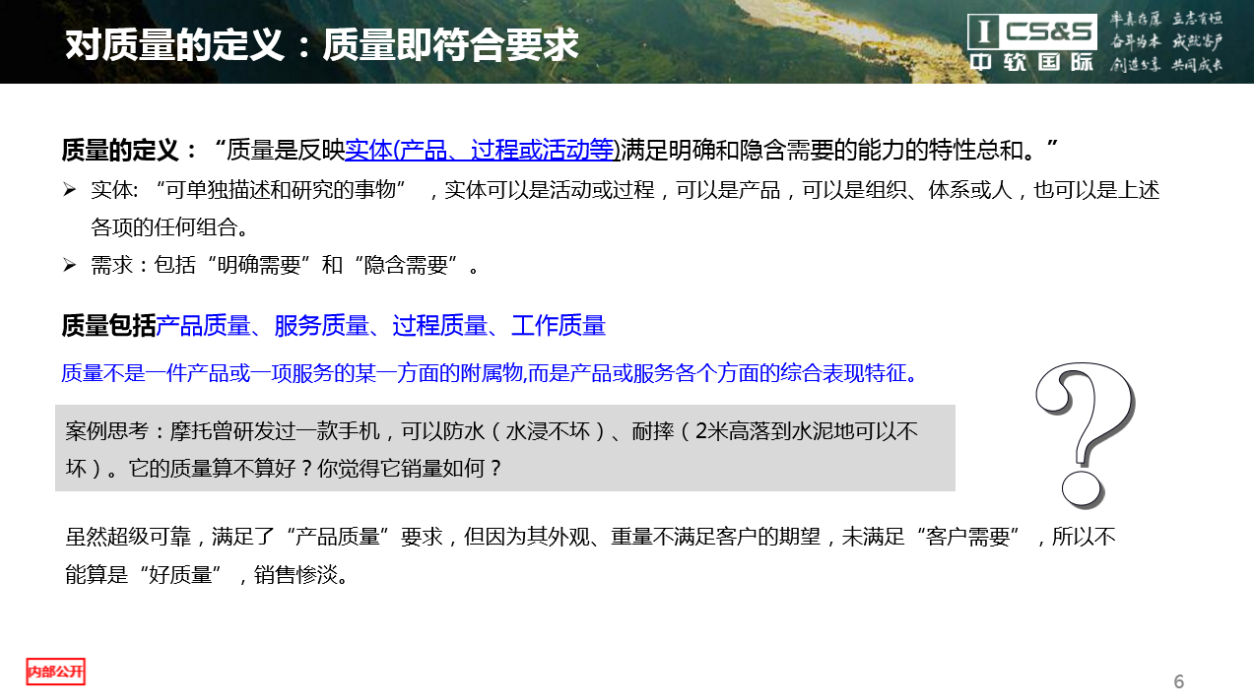 对质量的定义：质量即符合要求
I CS&S
中软国际
率真在厚 立志有恒
奋斗为本 成就客户
创造分享 共同成长
质量的定义：“质量是反映实体(产品、过程或活动等)满足明确和隐含需要的能力的特性总和。”
➢ 实体: “可单独描述和研究的事物” ，实体可以是活动或过程，可以是产品，可以是组织、体系或人，也可以是上述
各项的任何组合。
➢ 需求：包括“明确需要”和“隐含需要”。
质量包括产品质量、服务质量、过程质量、工作质量
质量不是一件产品或一项服务的某一方面的附属物,而是产品或服务各个方面的综合表现特征。
案例思考：摩托曾研发过一款手机，可以防水（水浸不坏）、耐摔（2米高落到水泥地可以不
坏）。它的质量算不算好？你觉得它销量如何？
?
虽然超级可靠，满足了“产品质量”要求，但因为其外观、重量不满足客户的期望，未满足“客户需要” ，所以不
能算是“好质量” ，销售惨淡。
内部公开
6